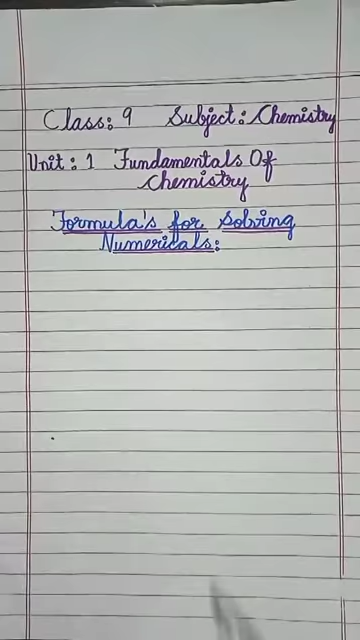 Class: 9 Subject: Chemistry
Unit: 1 Fundamentals Of
Chemistry
Formula's for Solving
Numericals: